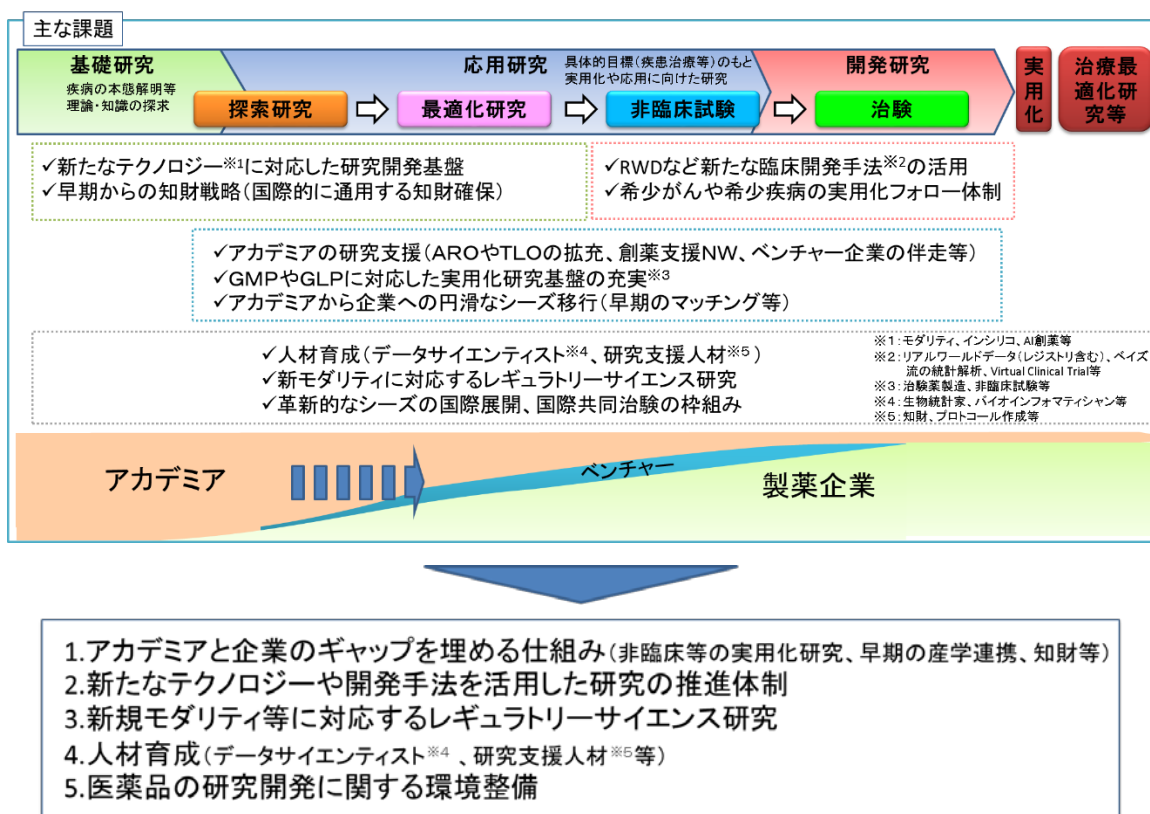 主な課題
基礎研究
疾病の本態解明等
理論・知識の探求
応用研究
具体的目標(疾患治療等)のもと
実用化や応用に向けた研究
開発研究
探索研究
最適化研究
非臨床試験
治験
実用化
治療最適化研究等
✓新たなテクノロジー※1に対応した研究開発基盤
✓早期からの知財戦略(国際的に通用する知財確保)
✓RWDなど新たな臨床開発手法※2の活用
✓希少がんや希少疾病の実用化フォロー体制
✓アカデミアの研究支援(AROやTLOの拡充、創薬支援NW、ベンチャー企業の伴走等)
✓GMPやGLPに対応した実用化研究基盤の充実※3
✓アカデミアから企業への円滑なシーズ移行(早期のマッチング等)
✓人材育成(データサイエンティスト※4、研究支援人材※5)
✓新モダリティに対応するレギュラトリーサイエンス研究
✓革新的なシーズの国際展開、国際共同治験の枠組み
※1:モダリティ、インシリコ、AI創薬等
※2:リアルワールドデータ(レジストリ含む)、ベイズ
流の統計解析、Virtual Clinical Trial等
※3:治験薬製造、非臨床試験等
※4:生物統計家、バイオインフォマティシャン等
※5:知財、プロトコール作成等
アカデミア
ベンチャー
製薬企業
1.アカデミアと企業のギャップを埋める仕組み(非臨床等の実用化研究、早期の産学連携、知財等)
2.新たなテクノロジーや開発手法を活用した研究の推進体制
3.新規モダリティ等に対応するレギュラトリーサイエンス研究
4.人材育成(データサイエンティスト※4 、研究支援人材※5等)
5.医薬品の研究開発に関する環境整備